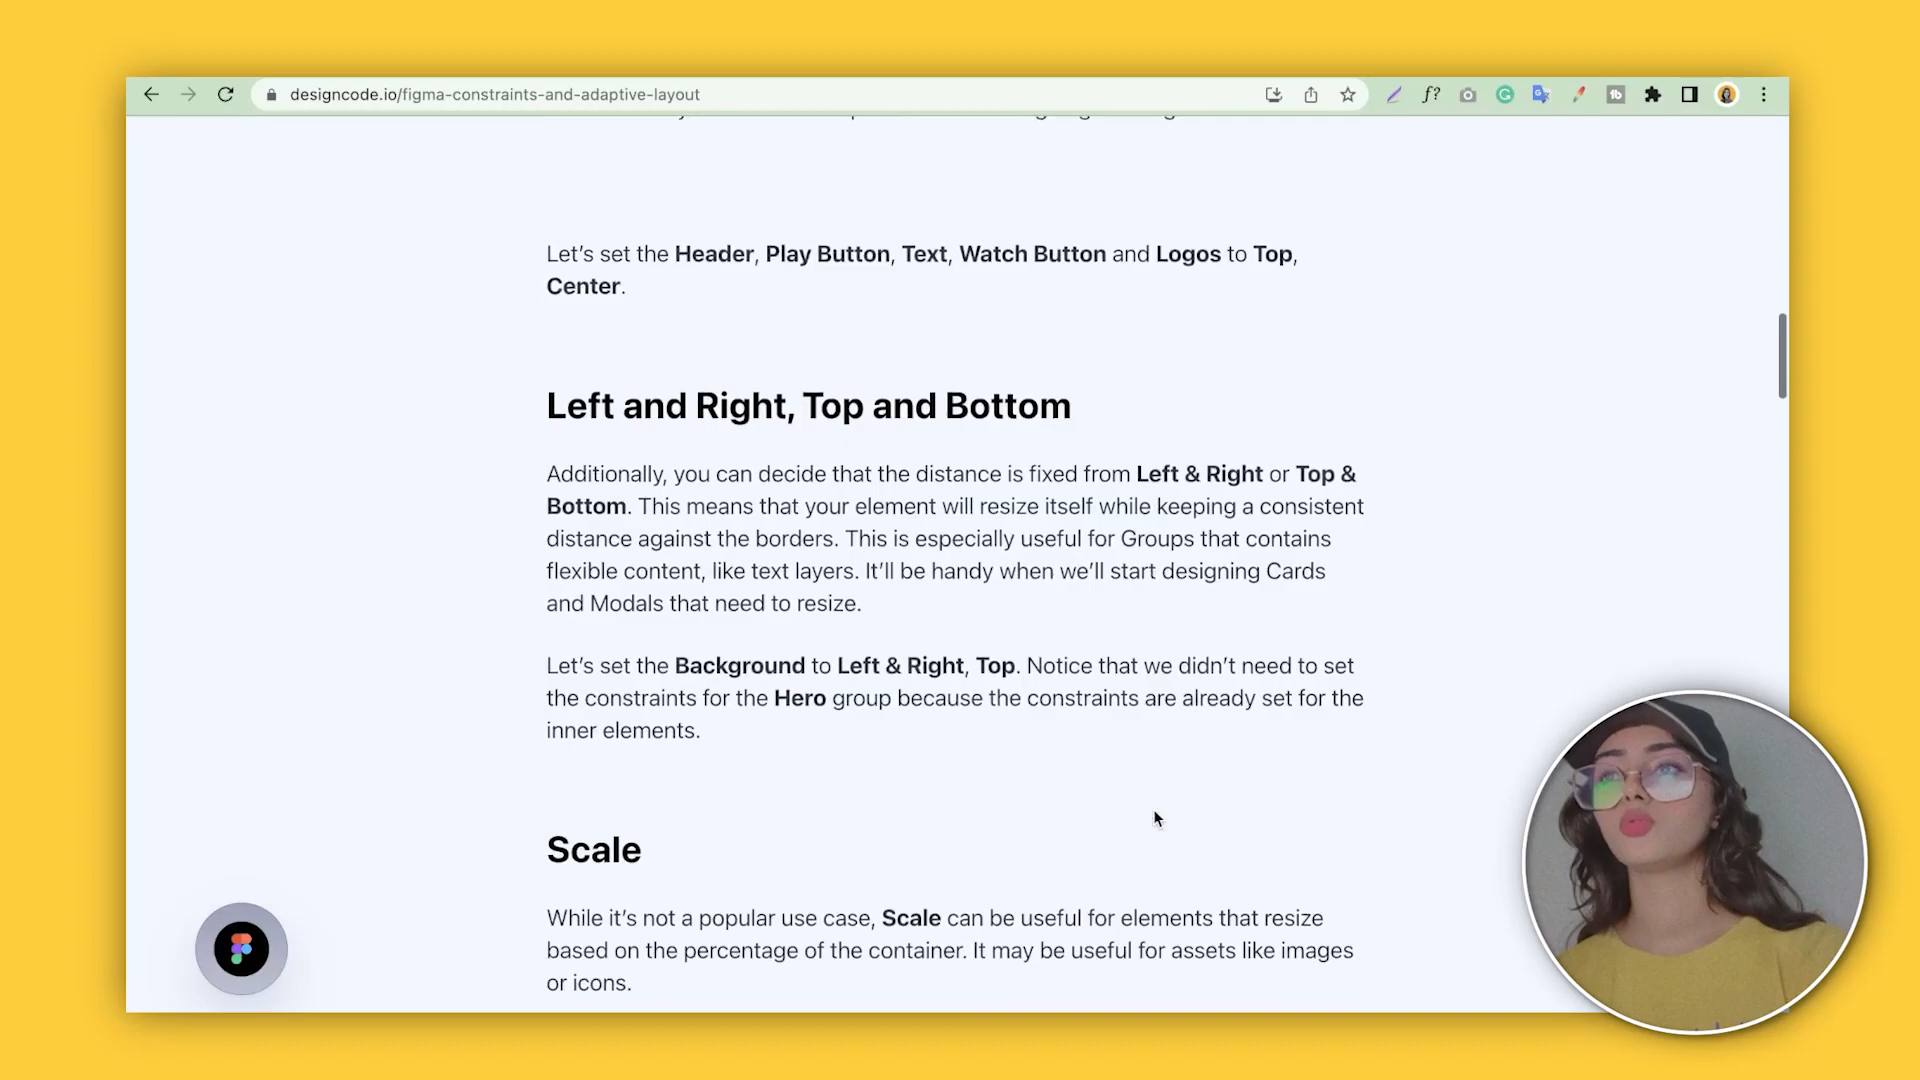 designcode.io/figma-constraints-and-adaptive-layout
f?
Let’s set the Header, Play Button, Text, Watch Button and Logos to Top,
Center.
Left and Right, Top and Bottom
Additionally, you can decide that the distance is fixed from Left & Right or Top &
Bottom. This means that your element will resize itself while keeping a consistent
distance against the borders. This is especially useful for Groups that contains
flexible content, like text layers. It’ll be handy when we’ll start designing Cards
and Modals that need to resize.
Let’s set the Background to Left & Right, Top. Notice that we didn’t need to set
the constraints for the Hero group because the constraints are already set for the
inner elements.
Scale
While it’s not a popular use case, Scale can be useful for elements that resize
based on the percentage of the container. It may be useful for assets like images
or icons.